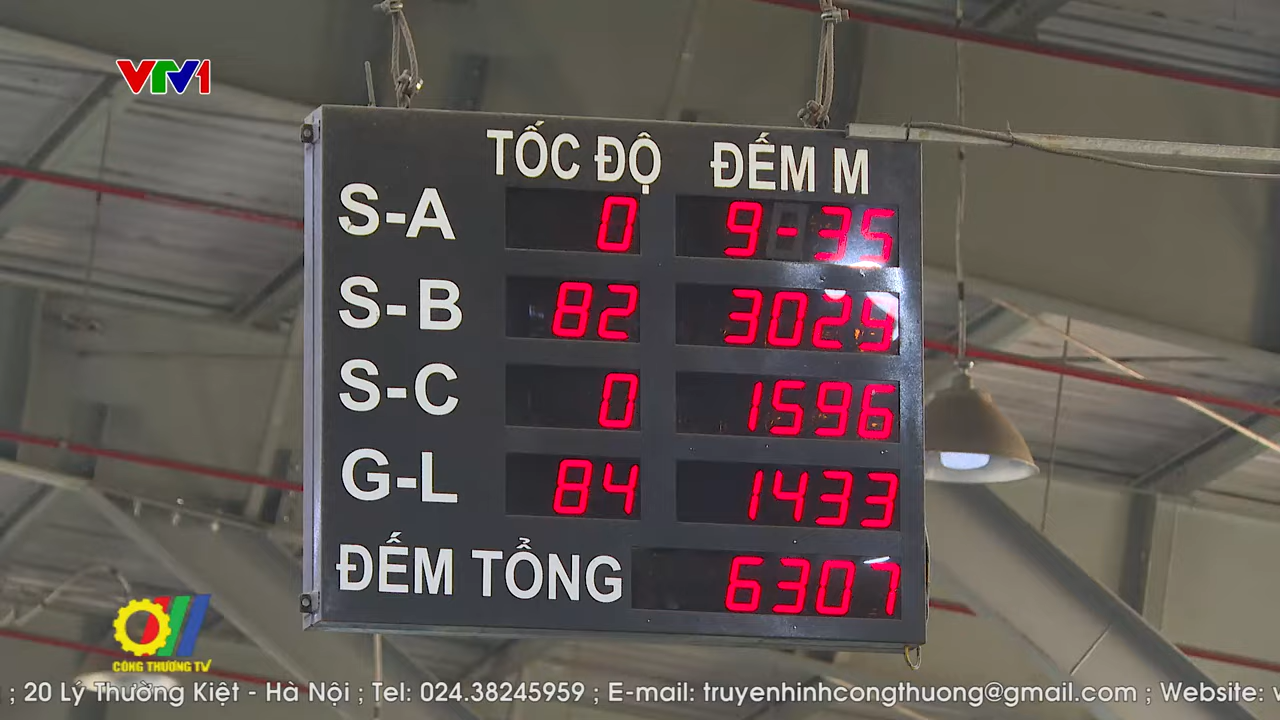 VTV1
TỐC ĐỘ ĐẾM M
S-A 0 9-35
S-B 82 3029
S-C 0 1596
G-L 84 1433
ĐẾM TỔNG 6307
CÔNG THƯƠNG TV
; 20 Lý Thường Kiệt - Hà Nội ; Tel: 024.38245959 ; E-mail: truyenhinhcongthuong@gmail.com ; Website: